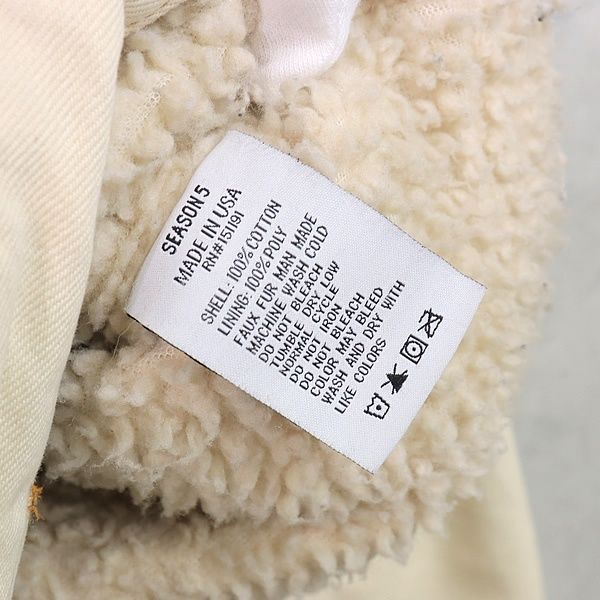 SEASON 5
MADE IN USA
RN# 151191
SHELL: 100% COTTON
LINING: 100% POLY
FAUX FUR MAN MADE
MACHINE WASH COLD
DO NOT BLEACH
TUMBLE DRY LOW
NORMAL CYCLE
DO NOT IRON
DO NOT BLEACH
COLOR MAY BLEED
WASH AND DRY WITH
LIKE COLORS